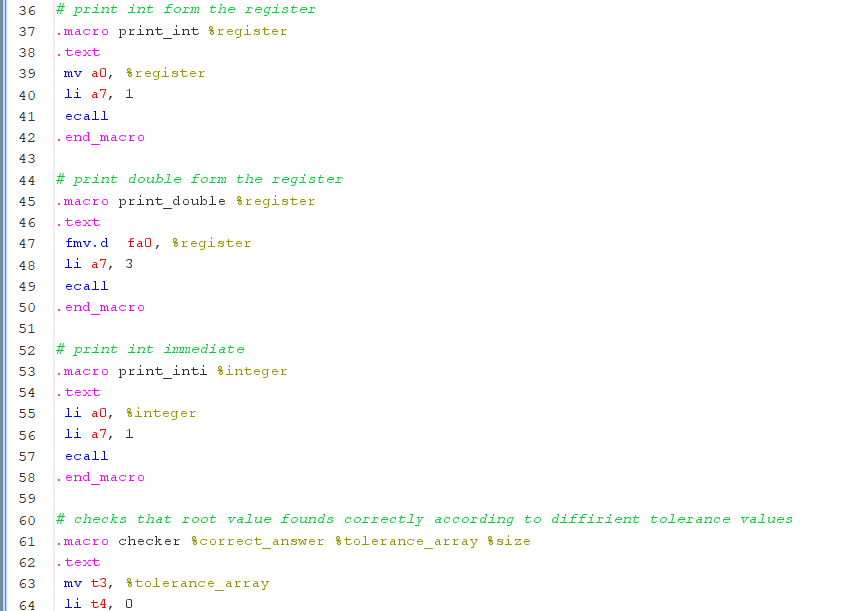 36 # print int form the register
37 .macro print_int %register
38 .text
39 mv a0, %register
40 li a7, 1
41 ecall
42 .end_macro
43
44 # print double form the register
45 .macro print_double %register
46 .text
47 fmv.d fa0, %register
48 li a7, 3
49 ecall
50 .end_macro
51
52 # print int immediate
53 .macro print_inti %integer
54 .text
55 li a0, %integer
56 li a7, 1
57 ecall
58 .end_macro
59
60 # checks that root value founds correctly according to diffirient tolerance values
61 .macro checker %correct_answer %tolerance_array %size
62 .text
63 mv t3, %tolerance_array
64 li t4, 0